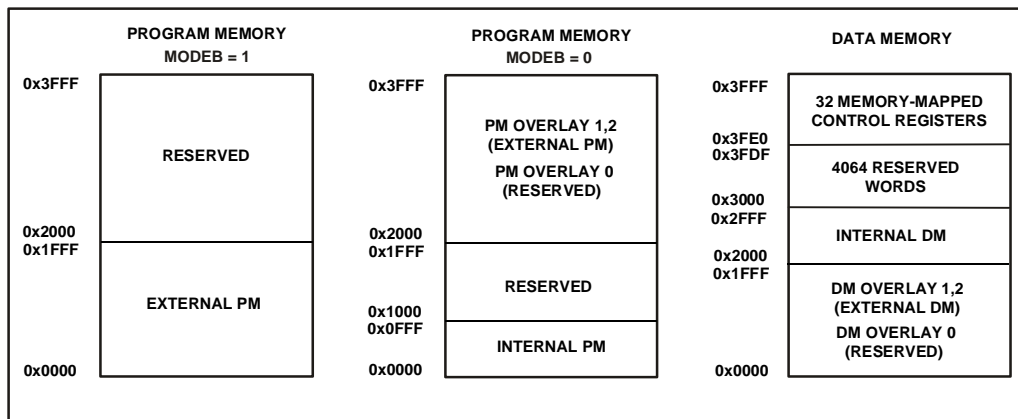 PROGRAM MEMORY
MODEB = 1
0x3FFF
RESERVED
0x2000
0x1FFF
EXTERNAL PM
0x0000
PROGRAM MEMORY
MODEB = 0
0x3FFF
PM OVERLAY 1,2
(EXTERNAL PM)
PM OVERLAY 0
(RESERVED)
0x2000
0x1FFF
RESERVED
0x1000
0x0FFF
INTERNAL PM
0x0000
DATA MEMORY
0x3FFF
32 MEMORY-MAPPED
CONTROL REGISTERS
0x3FE0
0x3FDF
4064 RESERVED
WORDS
0x3000
0x2FFF
INTERNAL DM
0x2000
0x1FFF
DM OVERLAY 1,2
(EXTERNAL DM)
DM OVERLAY 0
(RESERVED)
0x0000